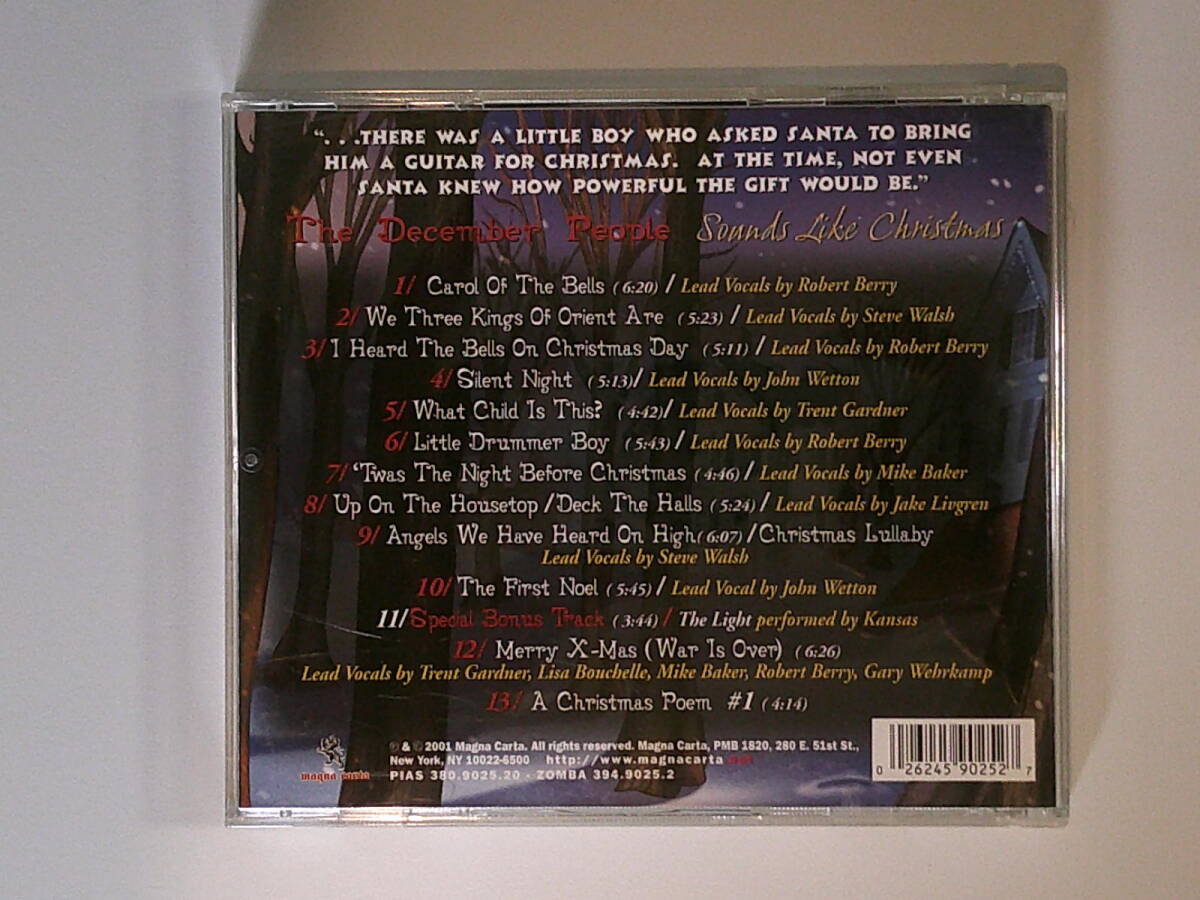 “. . .THERE WAS A LITTLE BOY WHO ASKED SANTA TO BRING
HIM A GUITAR FOR CHRISTMAS. AT THE TIME, NOT EVEN
SANTA KNEW HOW POWERFUL THE GIFT WOULD BE.”
The December People Sounds Like Christmas
1/ Carol Of The Bells (6:20) / Lead Vocals by Robert Berry
2/ We Three Kings Of Orient Are (5:23) / Lead Vocals by Steve Walsh
3/ I Heard The Bells On Christmas Day (5:11) / Lead Vocals by Robert Berry
4/ Silent Night (5:13)/ Lead Vocals by John Wetton
5/ What Child Is This? (4:42)/ Lead Vocals by Trent Gardner
6/ Little Drummer Boy (5:43) / Lead Vocals by Robert Berry
7/ ‘Twas The Night Before Christmas (4:46) / Lead Vocals by Mike Baker
8/ Up On The Housetop /Deck The Halls (5:24) / Lead Vocals by Jake Livgren
9/ Angels We Have Heard On High(6:07) /Christmas Lullaby
Lead Vocals by Steve Walsh
10/ The First Noel (5:45) / Lead Vocal by John Wetton
11/Special Bonus Track (3:44) / The Light performed by Kansas
12/ Merry X-Mas (War Is Over) (6:26)
Lead Vocals by Trent Gardner, Lisa Bouchelle, Mike Baker, Robert Berry, Gary Wehrkamp
13/ A Christmas Poem #1 (4:14)
magna carta
℗ & © 2001 Magna Carta. All rights reserved. Magna Carta, PMB 1820, 280 E. 51st St.,
New York, NY 10022-6500 http://www.magnacarta.net
PIAS 380.9025.20 · ZOMBA 394.9025.2
0 26245 90252 7